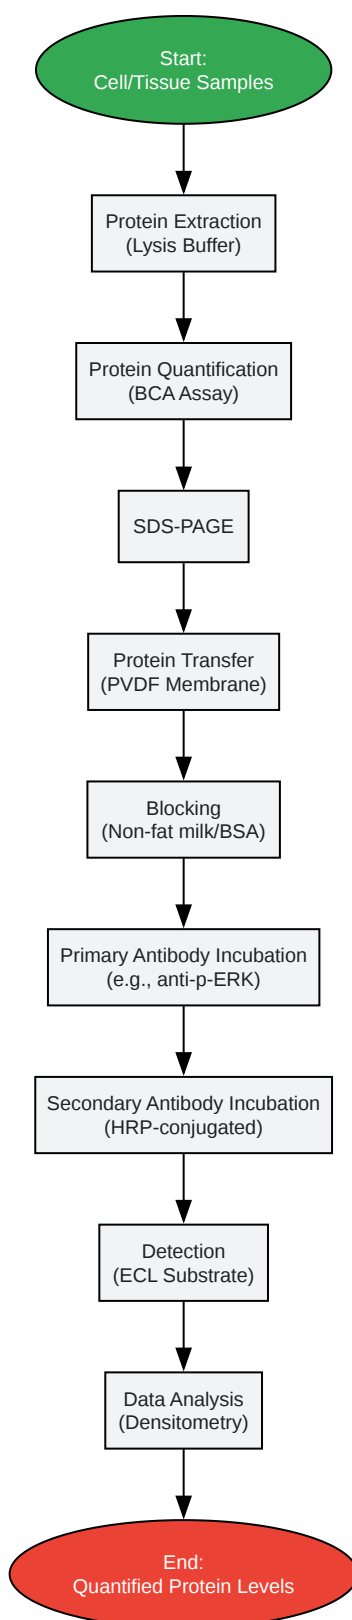 Start:
Cell/Tissue Samples
Protein Extraction
(Lysis Buffer)
Protein Quantification
(BCA Assay)
SDS-PAGE
Protein Transfer
(PVDF Membrane)
Blocking
(Non-fat milk/BSA)
Primary Antibody Incubation
(e.g., anti-p-ERK)
Secondary Antibody Incubation
(HRP-conjugated)
Detection
(ECL Substrate)
Data Analysis
(Densitometry)
End:
Quantified Protein Levels